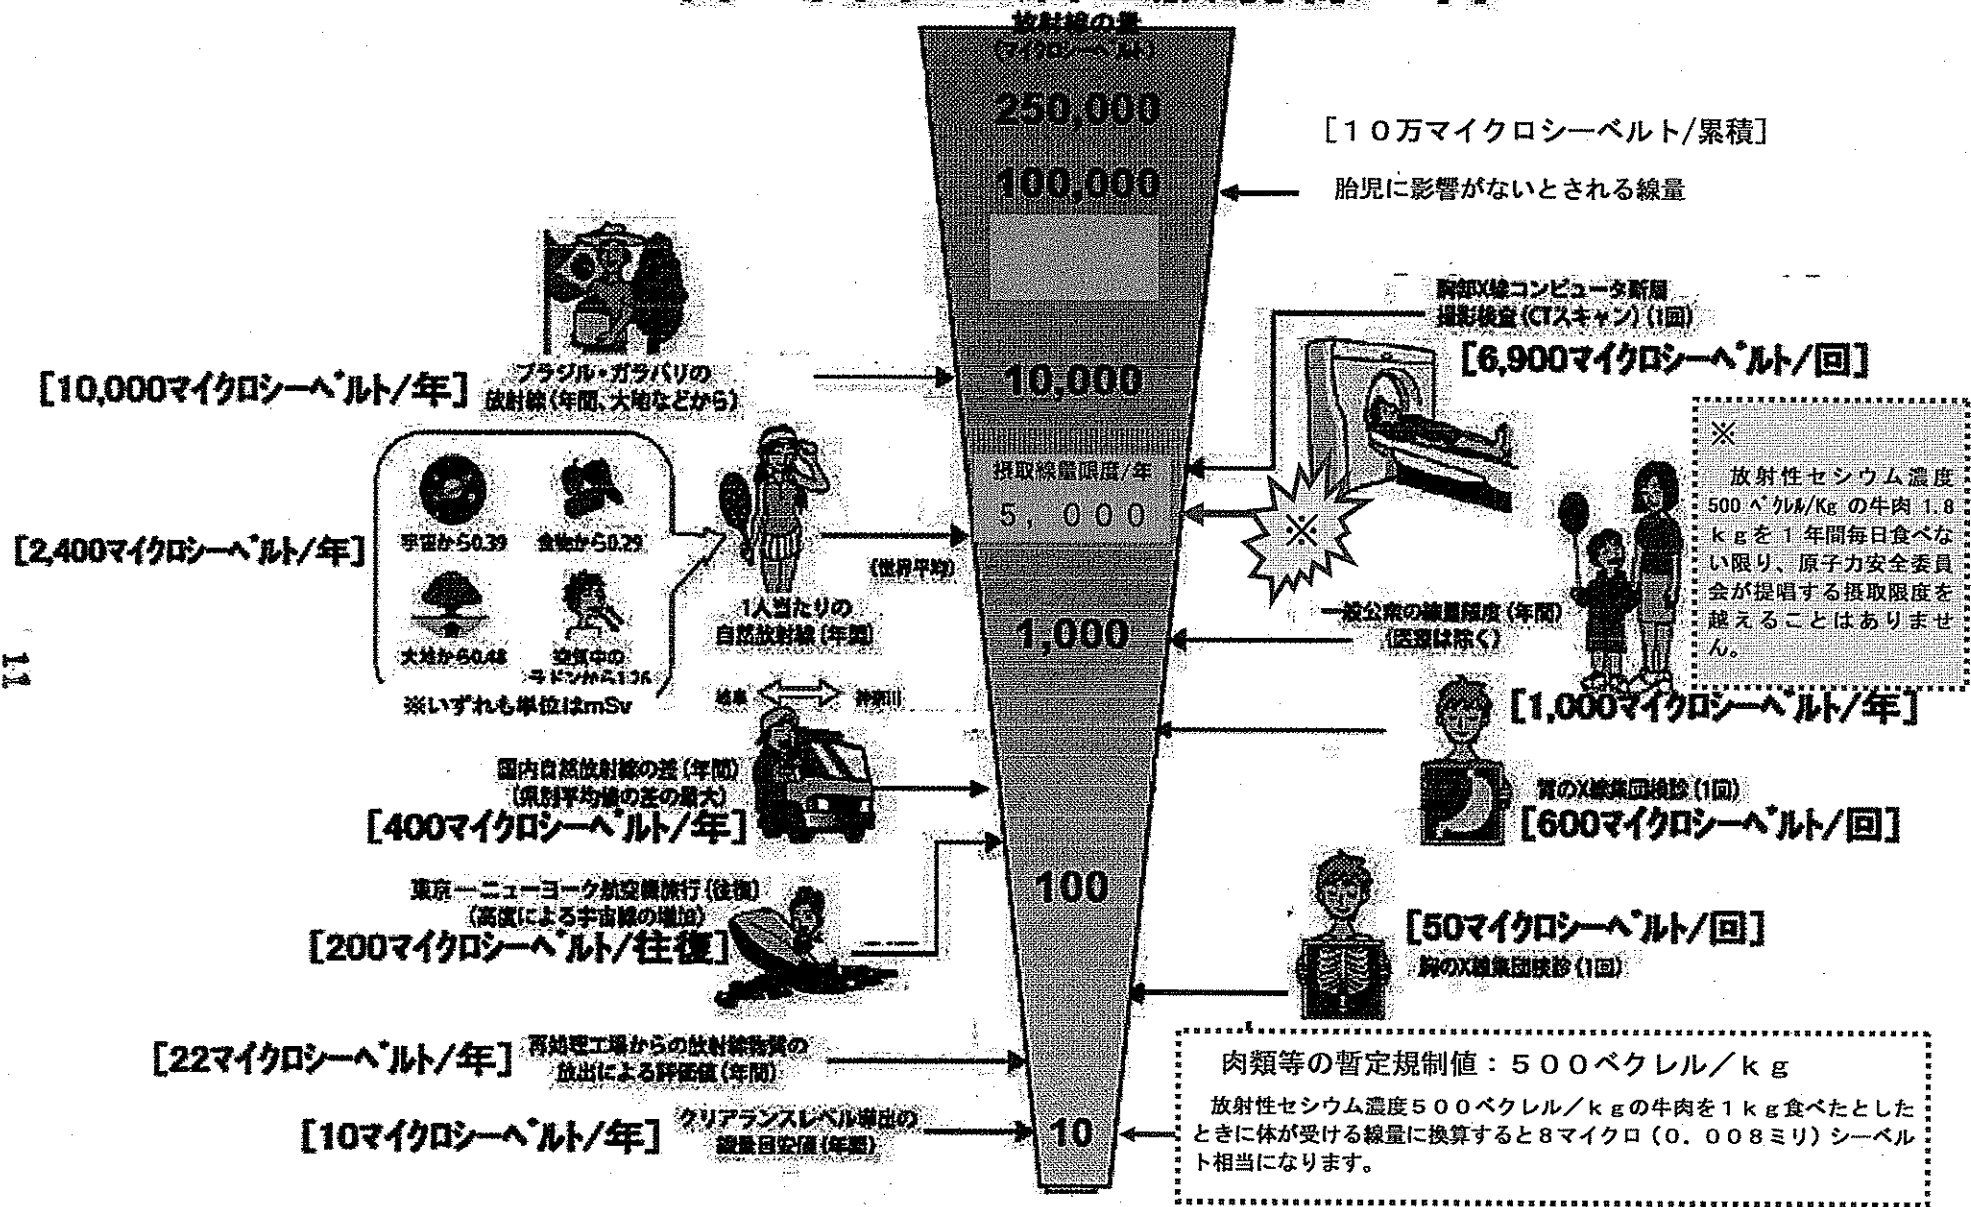 放射線の量
(マイクロシーベルト)
250,000
100,000
10,000
摂取線量限度/年
5,000
1,000
100
10
[10万マイクロシーベルト/累積]
胎児に影響がないとされる線量
[10,000マイクロシーベルト/年]
ブラジル・ガラパリの
放射線(年間、大地などから)
胸部X線コンピュータ断層
撮影検査(CTスキャン)(1回)
[6,900マイクロシーベルト/回]
[2,400マイクロシーベルト/年]
宇宙から0.39
食物から0.29
大地から0.48
空気中の
ラドンから1.26
※いずれも単位はmSv
1人当たりの
自然放射線(年間)
(世界平均)
※
※
放射性セシウム濃度
500ベクレル/Kgの牛肉1.8
kgを1年間毎日食べな
い限り、原子力安全委員
会が提唱する摂取限度を
越えることはありませ
ん。
一般公衆の線量限度(年間)
(医療は除く)
[1,000マイクロシーベルト/年]
岐阜
神奈川
国内自然放射線の差(年間)
(県別平均値の差の最大)
[400マイクロシーベルト/年]
胃のX線集団検診(1回)
[600マイクロシーベルト/回]
東京ーニューヨーク航空機旅行(往復)
(高度による宇宙線の増加)
[200マイクロシーベルト/往復]
[50マイクロシーベルト/回]
胸のX線集団検診(1回)
[22マイクロシーベルト/年]
再処理工場からの放射線物質の
放出による評価値(年間)
[10マイクロシーベルト/年]
クリアランスレベル導出の
線量目安値(年間)
肉類等の暫定規制値:500ベクレル/kg
放射性セシウム濃度500ベクレル/kgの牛肉を1kg食べたとした
ときに体が受ける線量に換算すると8マイクロ(0.008ミリ)シーベル
ト相当になります。
11